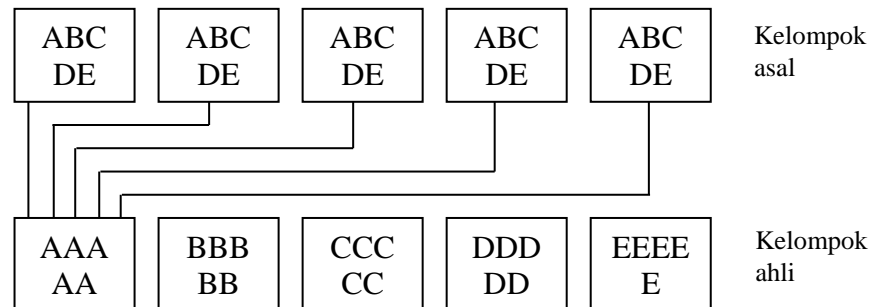 ABC
DE
ABC
DE
ABC
DE
ABC
DE
ABC
DE
Kelompok
asal
AAA
AA
BBB
BB
CCC
CC
DDD
DD
EEEE
E
Kelompok
ahli